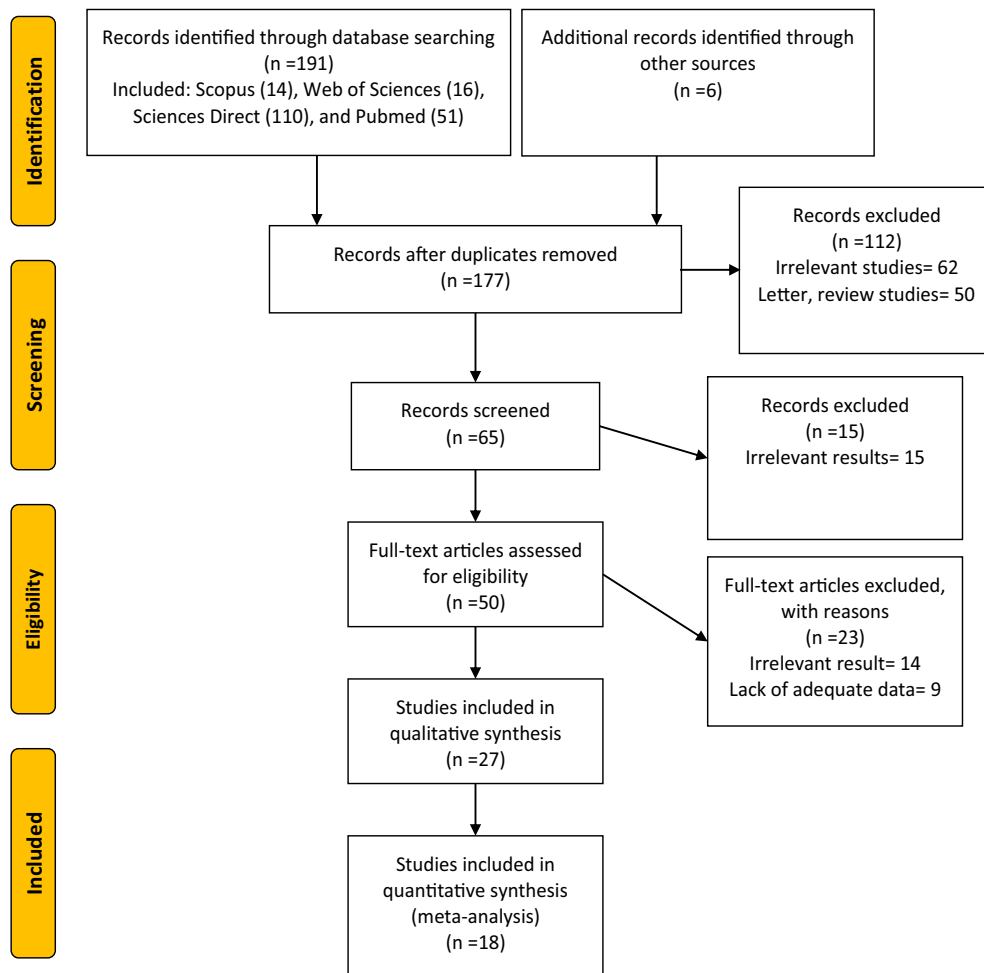 Identification
Records identified through database searching
(n =191)
Included: Scopus (14), Web of Sciences (16),
Sciences Direct (110), and Pubmed (51)
Additional records identified through
other sources
(n =6)
Records after duplicates removed
(n =177)
Records excluded
(n =112)
Irrelevant studies= 62
Letter, review studies= 50
Screening
Records screened
(n =65)
Records excluded
(n =15)
Irrelevant results= 15
Eligibility
Full-text articles assessed
for eligibility
(n =50)
Full-text articles excluded,
with reasons
(n =23)
Irrelevant result= 14
Lack of adequate data= 9
Studies included in
qualitative synthesis
(n =27)
Included
Studies included in
quantitative synthesis
(meta-analysis)
(n =18)